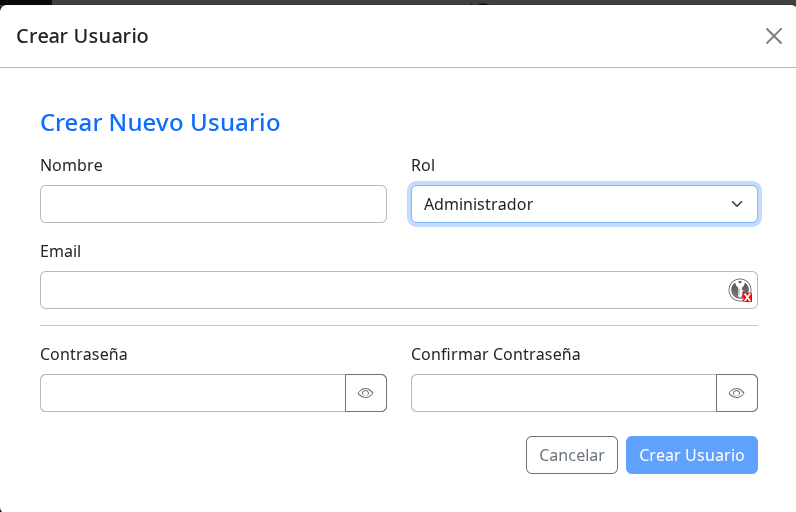 Crear Usuario
Crear Nuevo Usuario
Nombre
Rol
Administrador
Email
Contraseña
Confirmar Contraseña
Cancelar
Crear Usuario